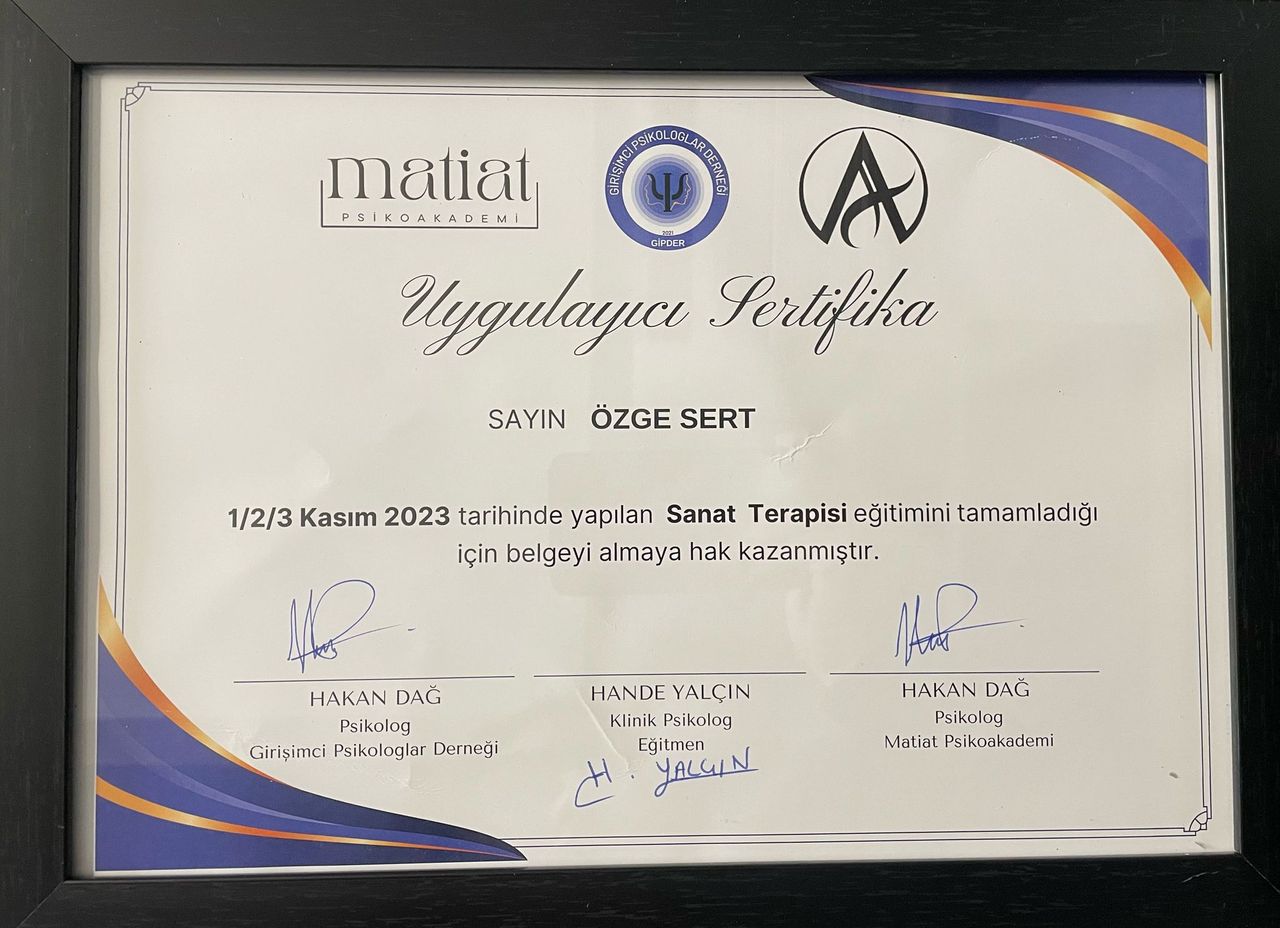 matiat
PSİKOAKADEMİ
GİRİŞİMCİ PSİKOLOGLAR DERNEĞİ
2021
GİPDER
Uygulayıcı Sertifika
SAYIN ÖZGE SERT
1/2/3 Kasım 2023 tarihinde yapılan Sanat Terapisi eğitimini tamamladığı
için belgeyi almaya hak kazanmıştır.
HAKAN DAĞ
Psikolog
Girişimci Psikologlar Derneği
HANDE YALÇIN
Klinik Psikolog
Eğitmen
H. YALÇIN
HAKAN DAĞ
Psikolog
Matiat Psikoakademi